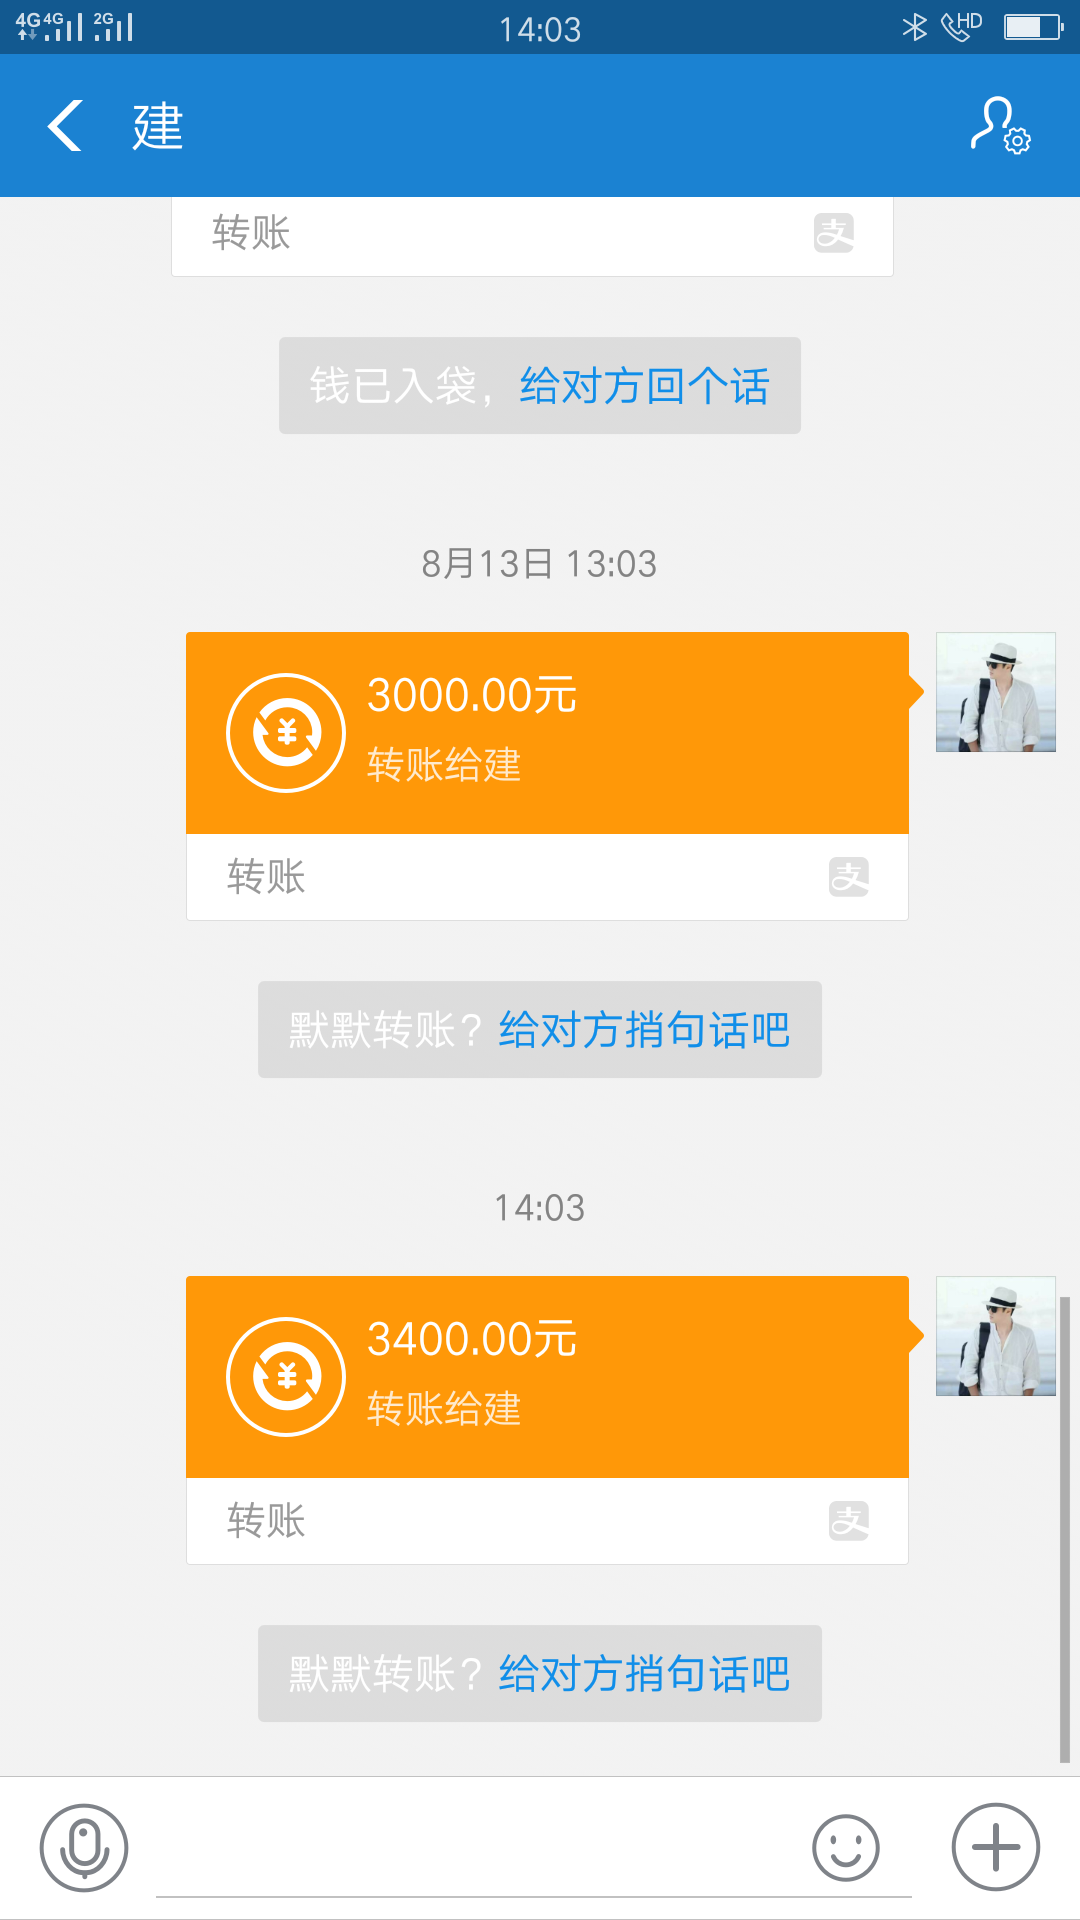 4G 4G 2G 14:03 HD
建
转账 支
钱已入袋，给对方回个话
8月13日 13:03
3000.00元
转账给建
转账 支
默默转账？给对方捎句话吧
14:03
3400.00元
转账给建
转账 支
默默转账？给对方捎句话吧